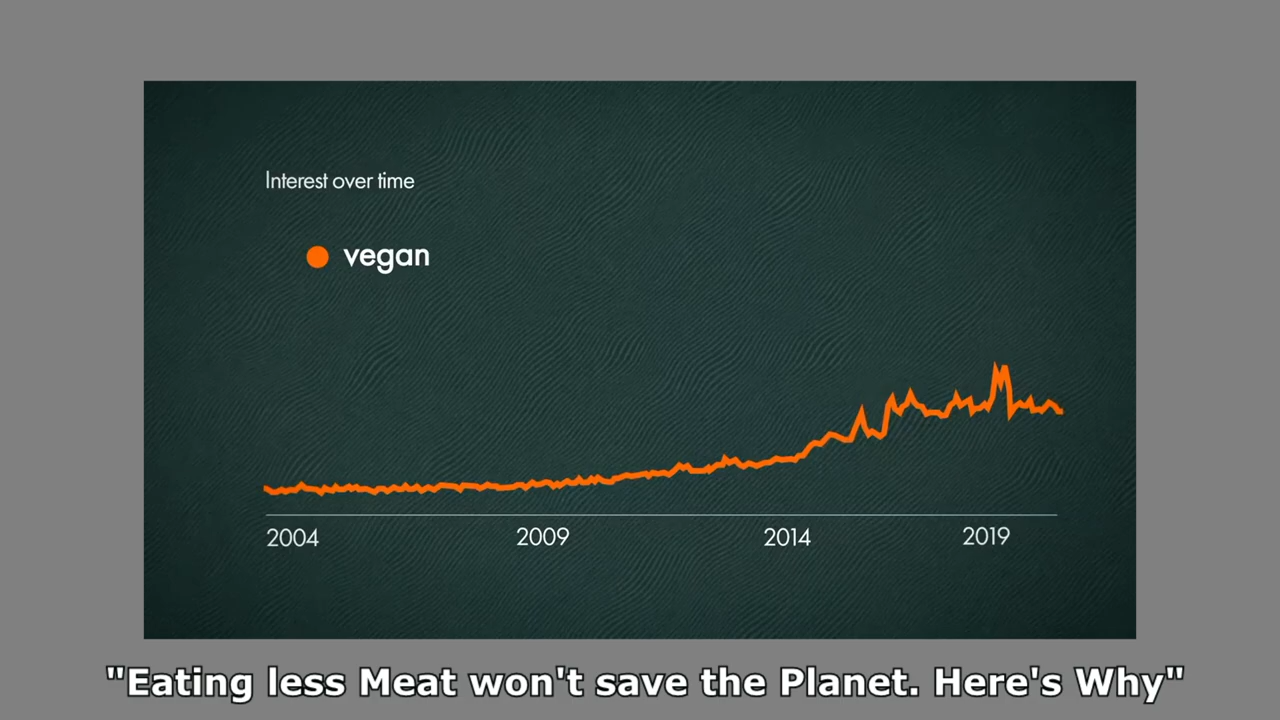 Interest over time
vegan
2004 2009 2014 2019
"Eating less Meat won't save the Planet. Here's Why"